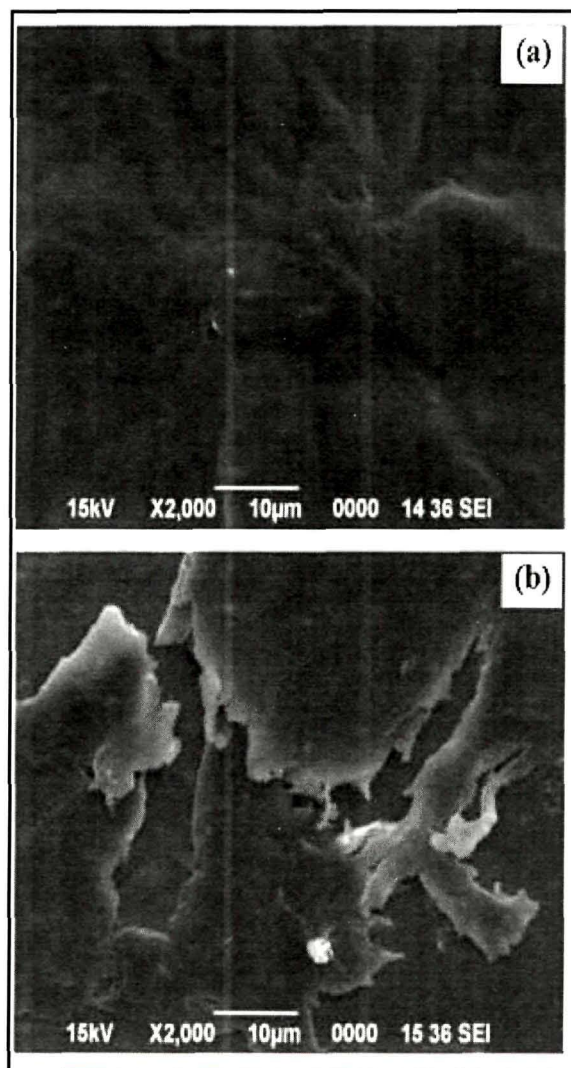 (a)
15kV X2,000 10μm 0000 14 36 SEI
(b)
15kV X2,000 10μm 0000 15 36 SEI